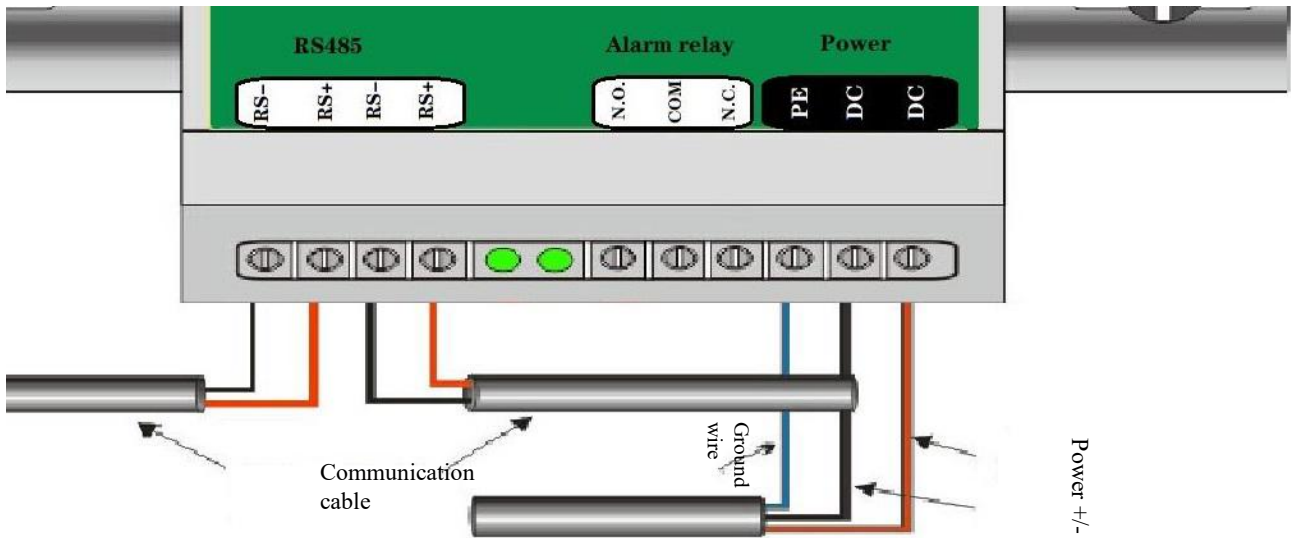 RS485
Alarm relay
Power
RS−
RS+
RS−
RS+
N.O.
COM
N.C.
PE
DC
DC
Communication
cable
Ground
wire
Power +/-